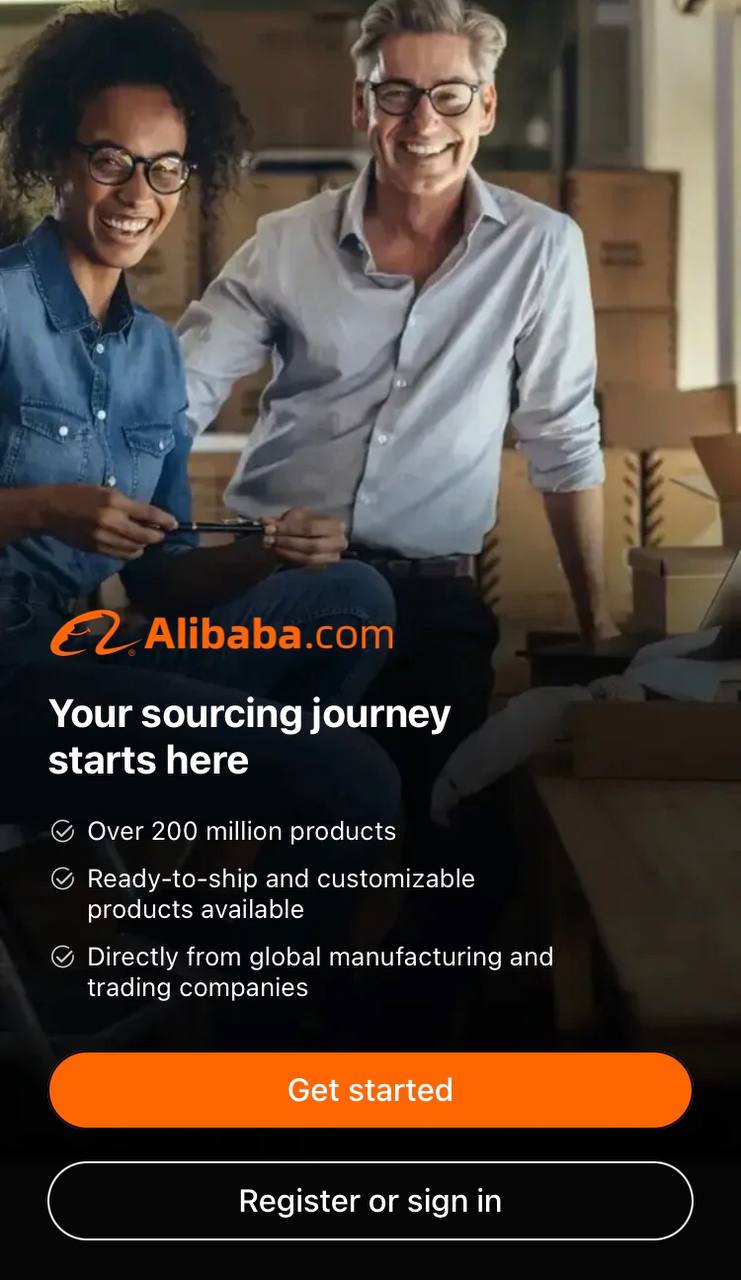 Alibaba.com
Your sourcing journey
starts here
Over 200 million products
Ready-to-ship and customizable
products available
Directly from global manufacturing and
trading companies
Get started
Register or sign in